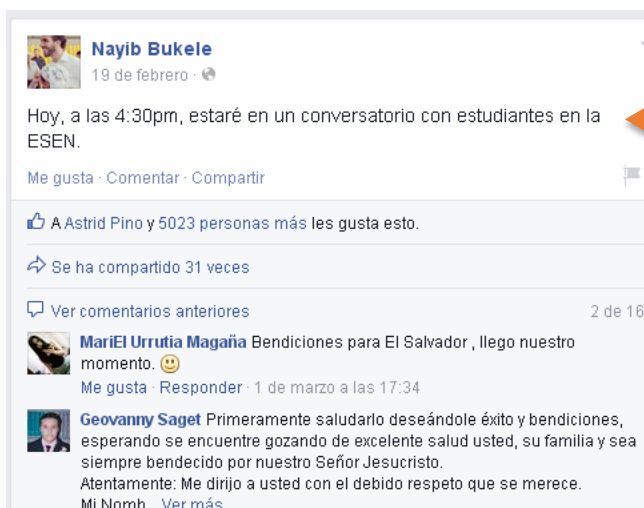 Nayib Bukele
19 de febrero ·
Hoy, a las 4:30pm, estaré en un conversatorio con estudiantes en la
ESEN.
Me gusta · Comentar · Compartir
A Astrid Pino y 5023 personas más les gusta esto.
Se ha compartido 31 veces
Ver comentarios anteriores 2 de 16
MariEl Urrutia Magaña Bendiciones para El Salvador , llego nuestro
momento.
Me gusta · Responder · 1 de marzo a las 17:34
Geovanny Saget Primeramente saludarlo deseándole éxito y bendiciones,
esperando se encuentre gozando de excelente salud usted, su familia y sea
siempre bendecido por nuestro Señor Jesucristo.
Atentamente: Me dirijo a usted con el debido respeto que se merece.
Mi Nomb... Ver más